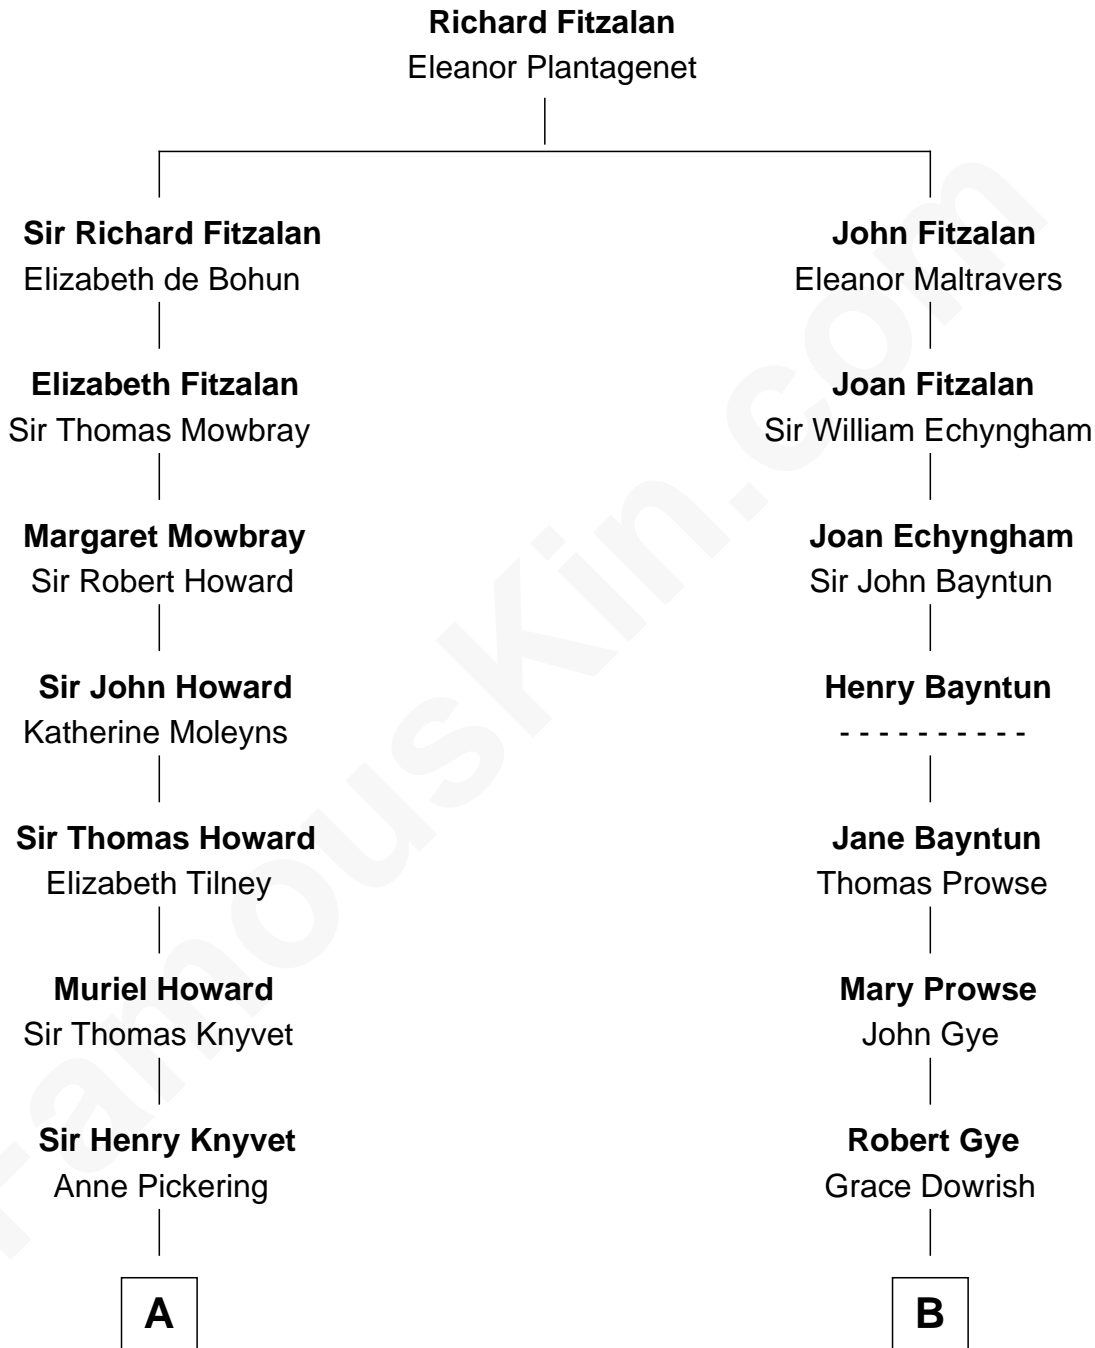 Richard Fitzalan
Eleanor Plantagenet
Sir Richard Fitzalan
Elizabeth de Bohun
Elizabeth Fitzalan
Sir Thomas Mowbray
Margaret Mowbray
Sir Robert Howard
Sir John Howard
Katherine Moleyns
Sir Thomas Howard
Elizabeth Tilney
Muriel Howard
Sir Thomas Knyvet
Sir Henry Knyvet
Anne Pickering
A
John Fitzalan
Eleanor Maltravers
Joan Fitzalan
Sir William Echyngham
Joan Echyngham
Sir John Bayntun
Henry Bayntun
- - - - - - - - - -
Jane Bayntun
Thomas Prowse
Mary Prowse
John Gye
Robert Gye
Grace Dowrish
B
FamousKin.com